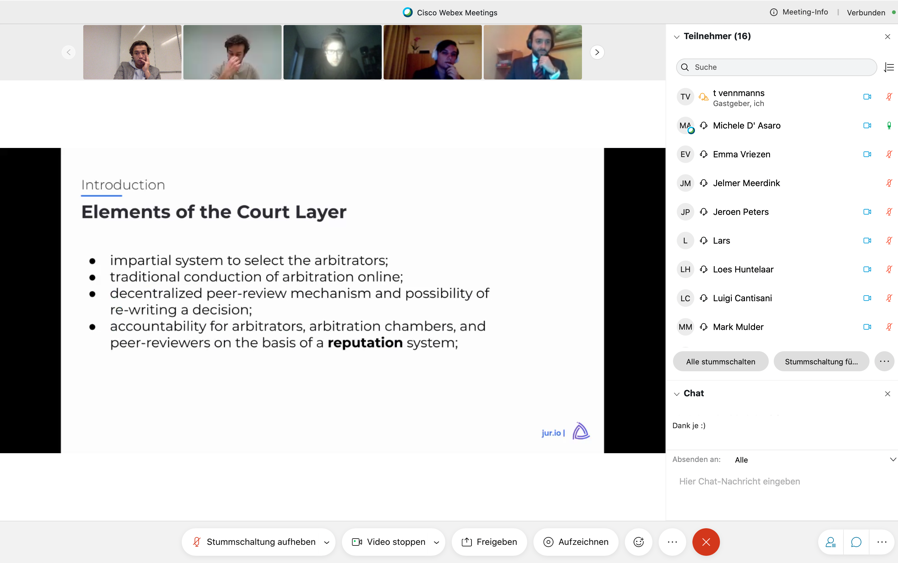 Cisco Webex Meetings
Meeting-Info
Verbunden
Teilnehmer (16)
Suche
TV
t vennmanns
Gastgeber, ich
MA
Michele D' Asaro
EV
Emma Vriezen
JM
Jelmer Meerdink
JP
Jeroen Peters
L
Lars
LH
Loes Huntelaar
LC
Luigi Cantisani
MM
Mark Mulder
Alle stummschalten
Stummschaltung fü...
Chat
Dank je :)
Absenden an:
Alle
Hier Chat-Nachricht eingeben
Introduction
Elements of the Court Layer
● impartial system to select the arbitrators;
● traditional conduction of arbitration online;
● decentralized peer-review mechanism and possibility of
re-writing a decision;
● accountability for arbitrators, arbitration chambers, and
peer-reviewers on the basis of a reputation system;
jur.io |
Stummschaltung aufheben
Video stoppen
Freigeben
Aufzeichnen